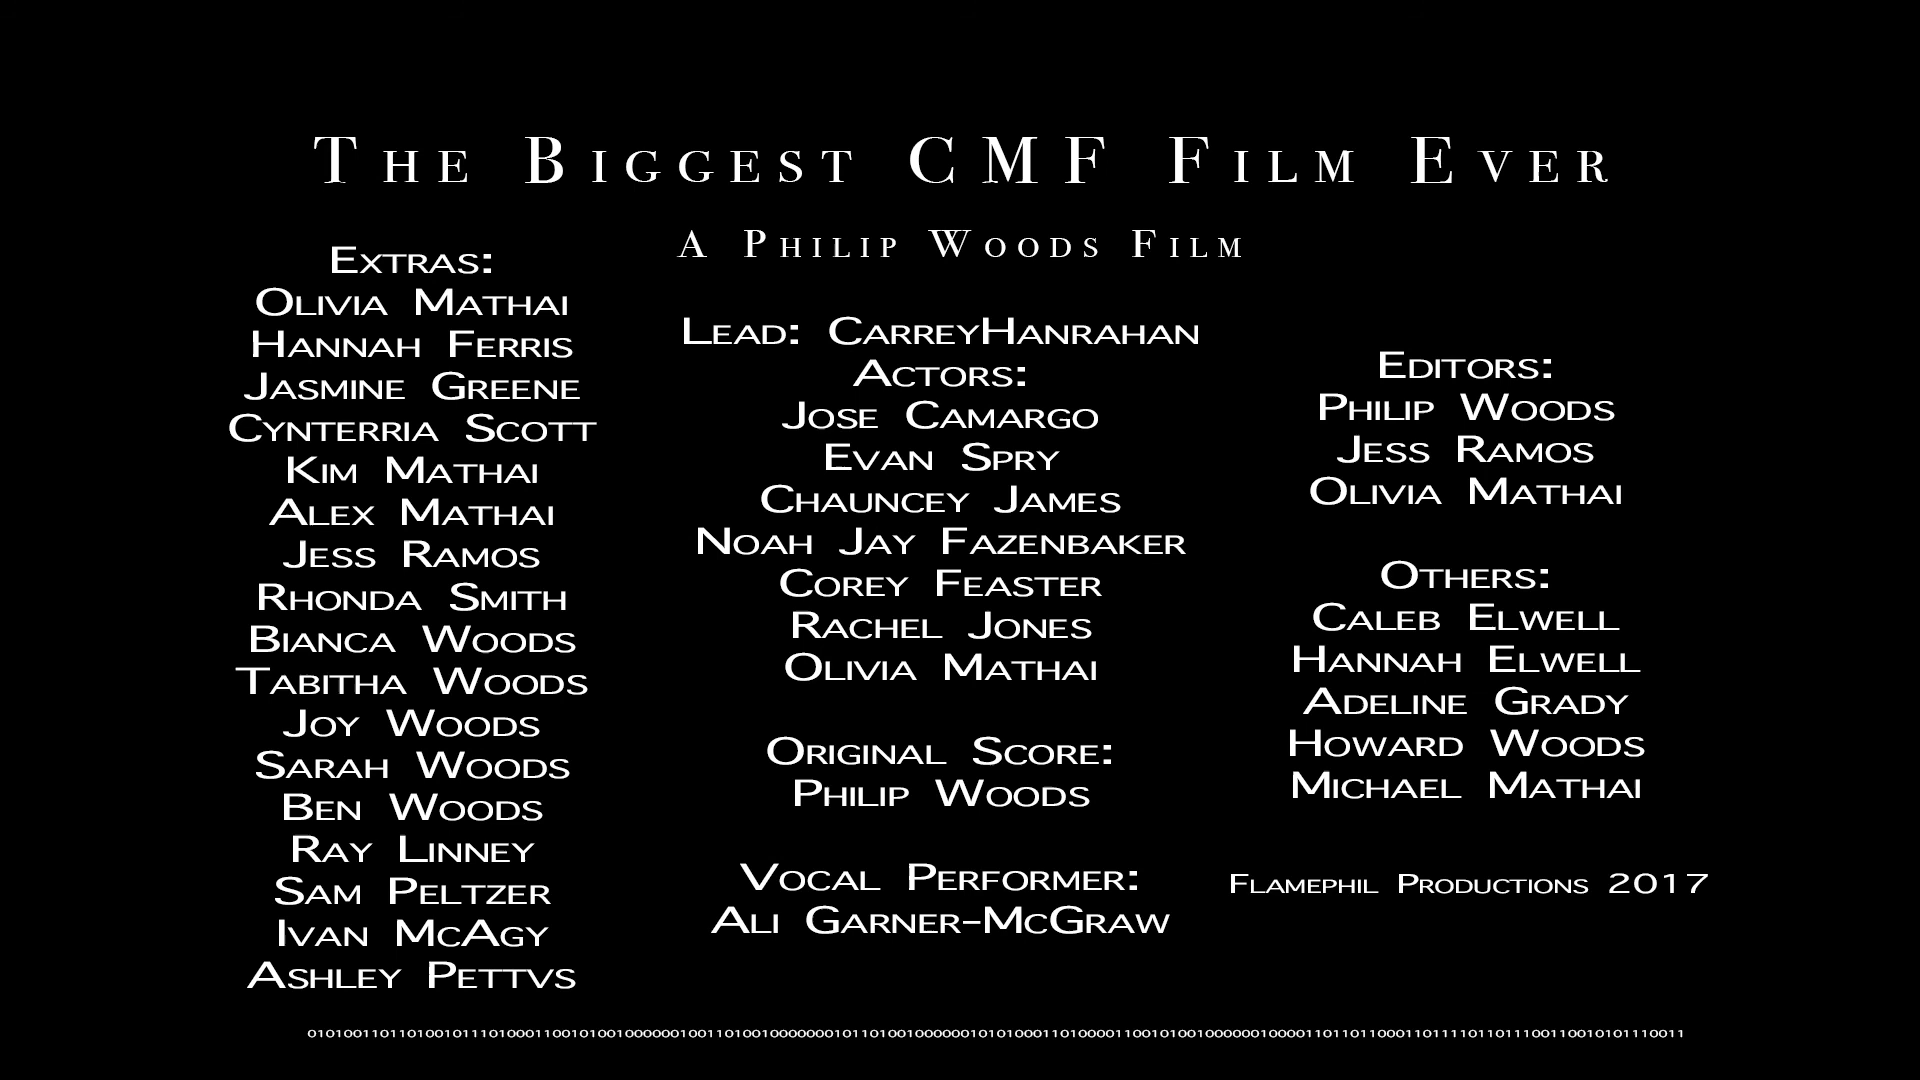 The Biggest CMF Film Ever
A Philip Woods Film
Extras:
Olivia Mathai
Hannah Ferris
Jasmine Greene
Cynterria Scott
Kim Mathai
Alex Mathai
Jess Ramos
Rhonda Smith
Bianca Woods
Tabitha Woods
Joy Woods
Sarah Woods
Ben Woods
Ray Linney
Sam Peltzer
Ivan McAgy
Ashley Pettvs
Lead: CarreyHanrahan
Actors:
Jose Camargo
Evan Spry
Chauncey James
Noah Jay Fazenbaker
Corey Feaster
Rachel Jones
Olivia Mathai
Original Score:
Philip Woods
Vocal Performer:
Ali Garner-McGraw
Editors:
Philip Woods
Jess Ramos
Olivia Mathai
Others:
Caleb Elwell
Hannah Elwell
Adeline Grady
Howard Woods
Michael Mathai
Flamephil Productions 2017